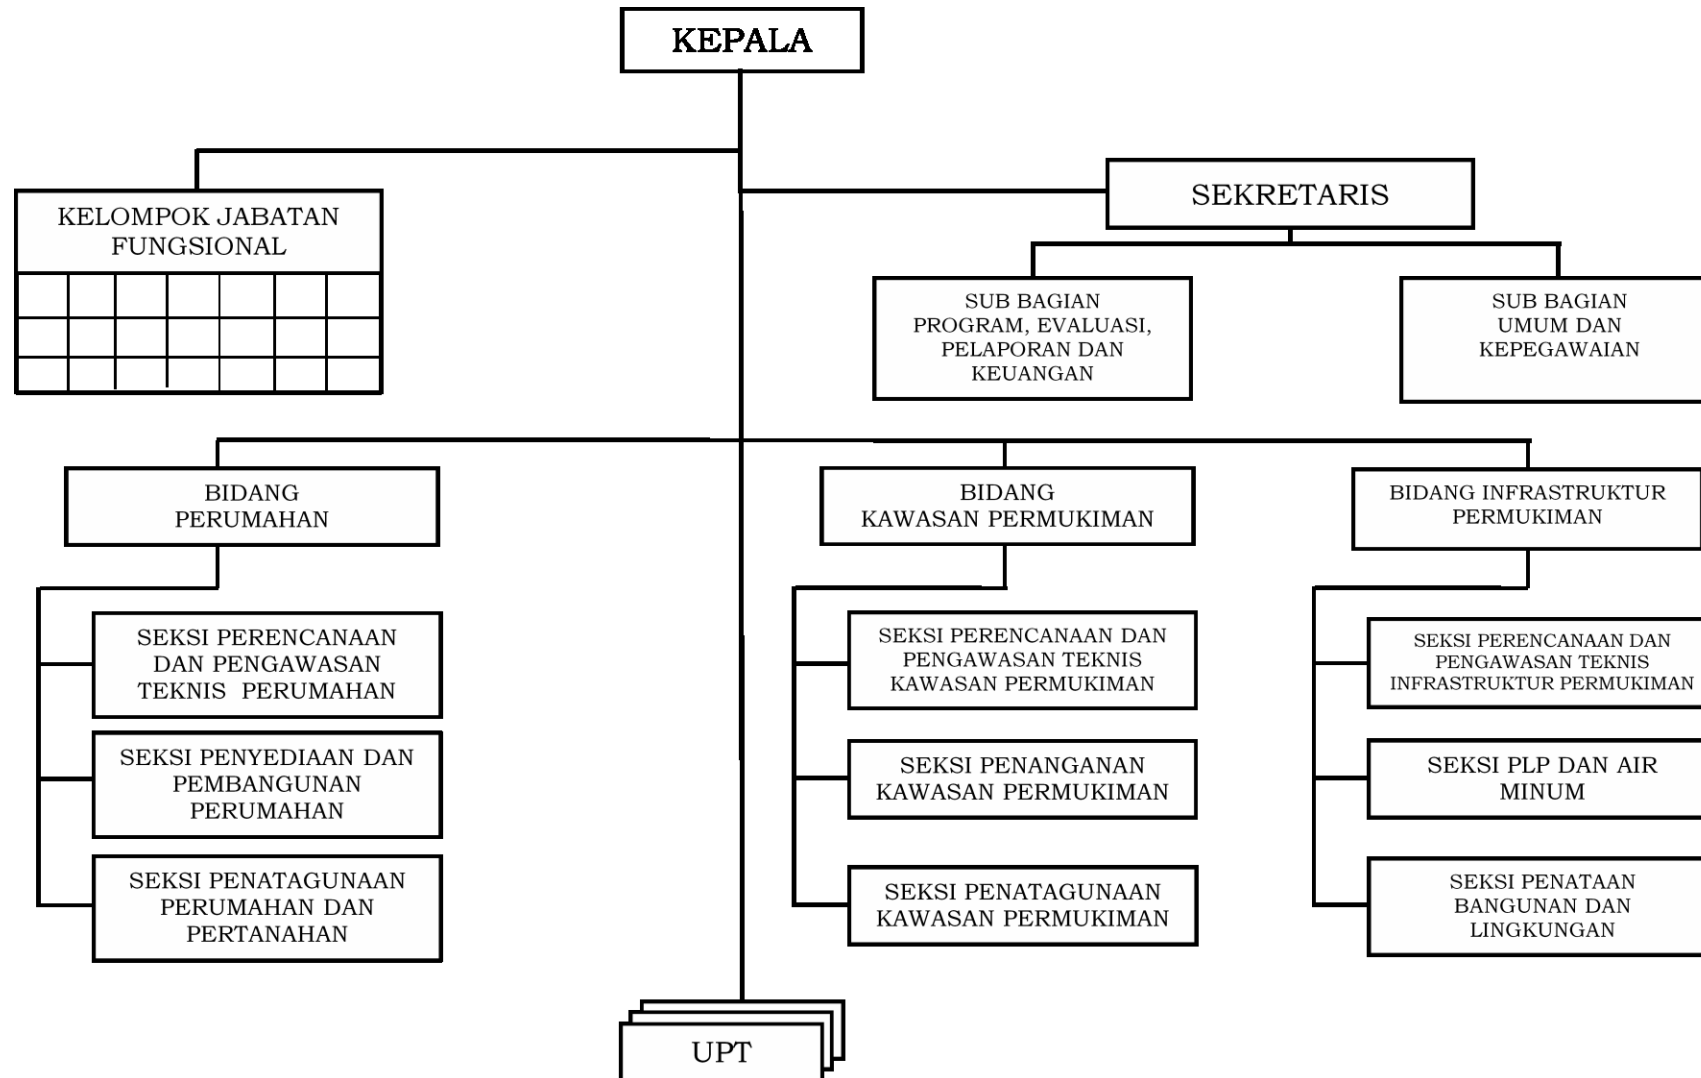 KEPALA
SEKRETARIS
KELOMPOK JABATAN
FUNGSIONAL
SUB BAGIAN
PROGRAM, EVALUASI,
PELAPORAN DAN
KEUANGAN
SUB BAGIAN
UMUM DAN
KEPEGAWAIAN
BIDANG
PERUMAHAN
BIDANG
KAWASAN PERMUKIMAN
BIDANG INFRASTRUKTUR
PERMUKIMAN
SEKSI PERENCANAAN
DAN PENGAWASAN
TEKNIS PERUMAHAN
SEKSI PENYEDIAAN DAN
PEMBANGUNAN
PERUMAHAN
SEKSI PENATAGUNAAN
PERUMAHAN DAN
PERTANAHAN
SEKSI PERENCANAAN DAN
PENGAWASAN TEKNIS
KAWASAN PERMUKIMAN
SEKSI PENANGANAN
KAWASAN PERMUKIMAN
SEKSI PENATAGUNAAN
KAWASAN PERMUKIMAN
SEKSI PERENCANAAN DAN
PENGAWASAN TEKNIS
INFRASTRUKTUR PERMUKIMAN
SEKSI PLP DAN AIR
MINUM
SEKSI PENATAAN
BANGUNAN DAN
LINGKUNGAN
UPT